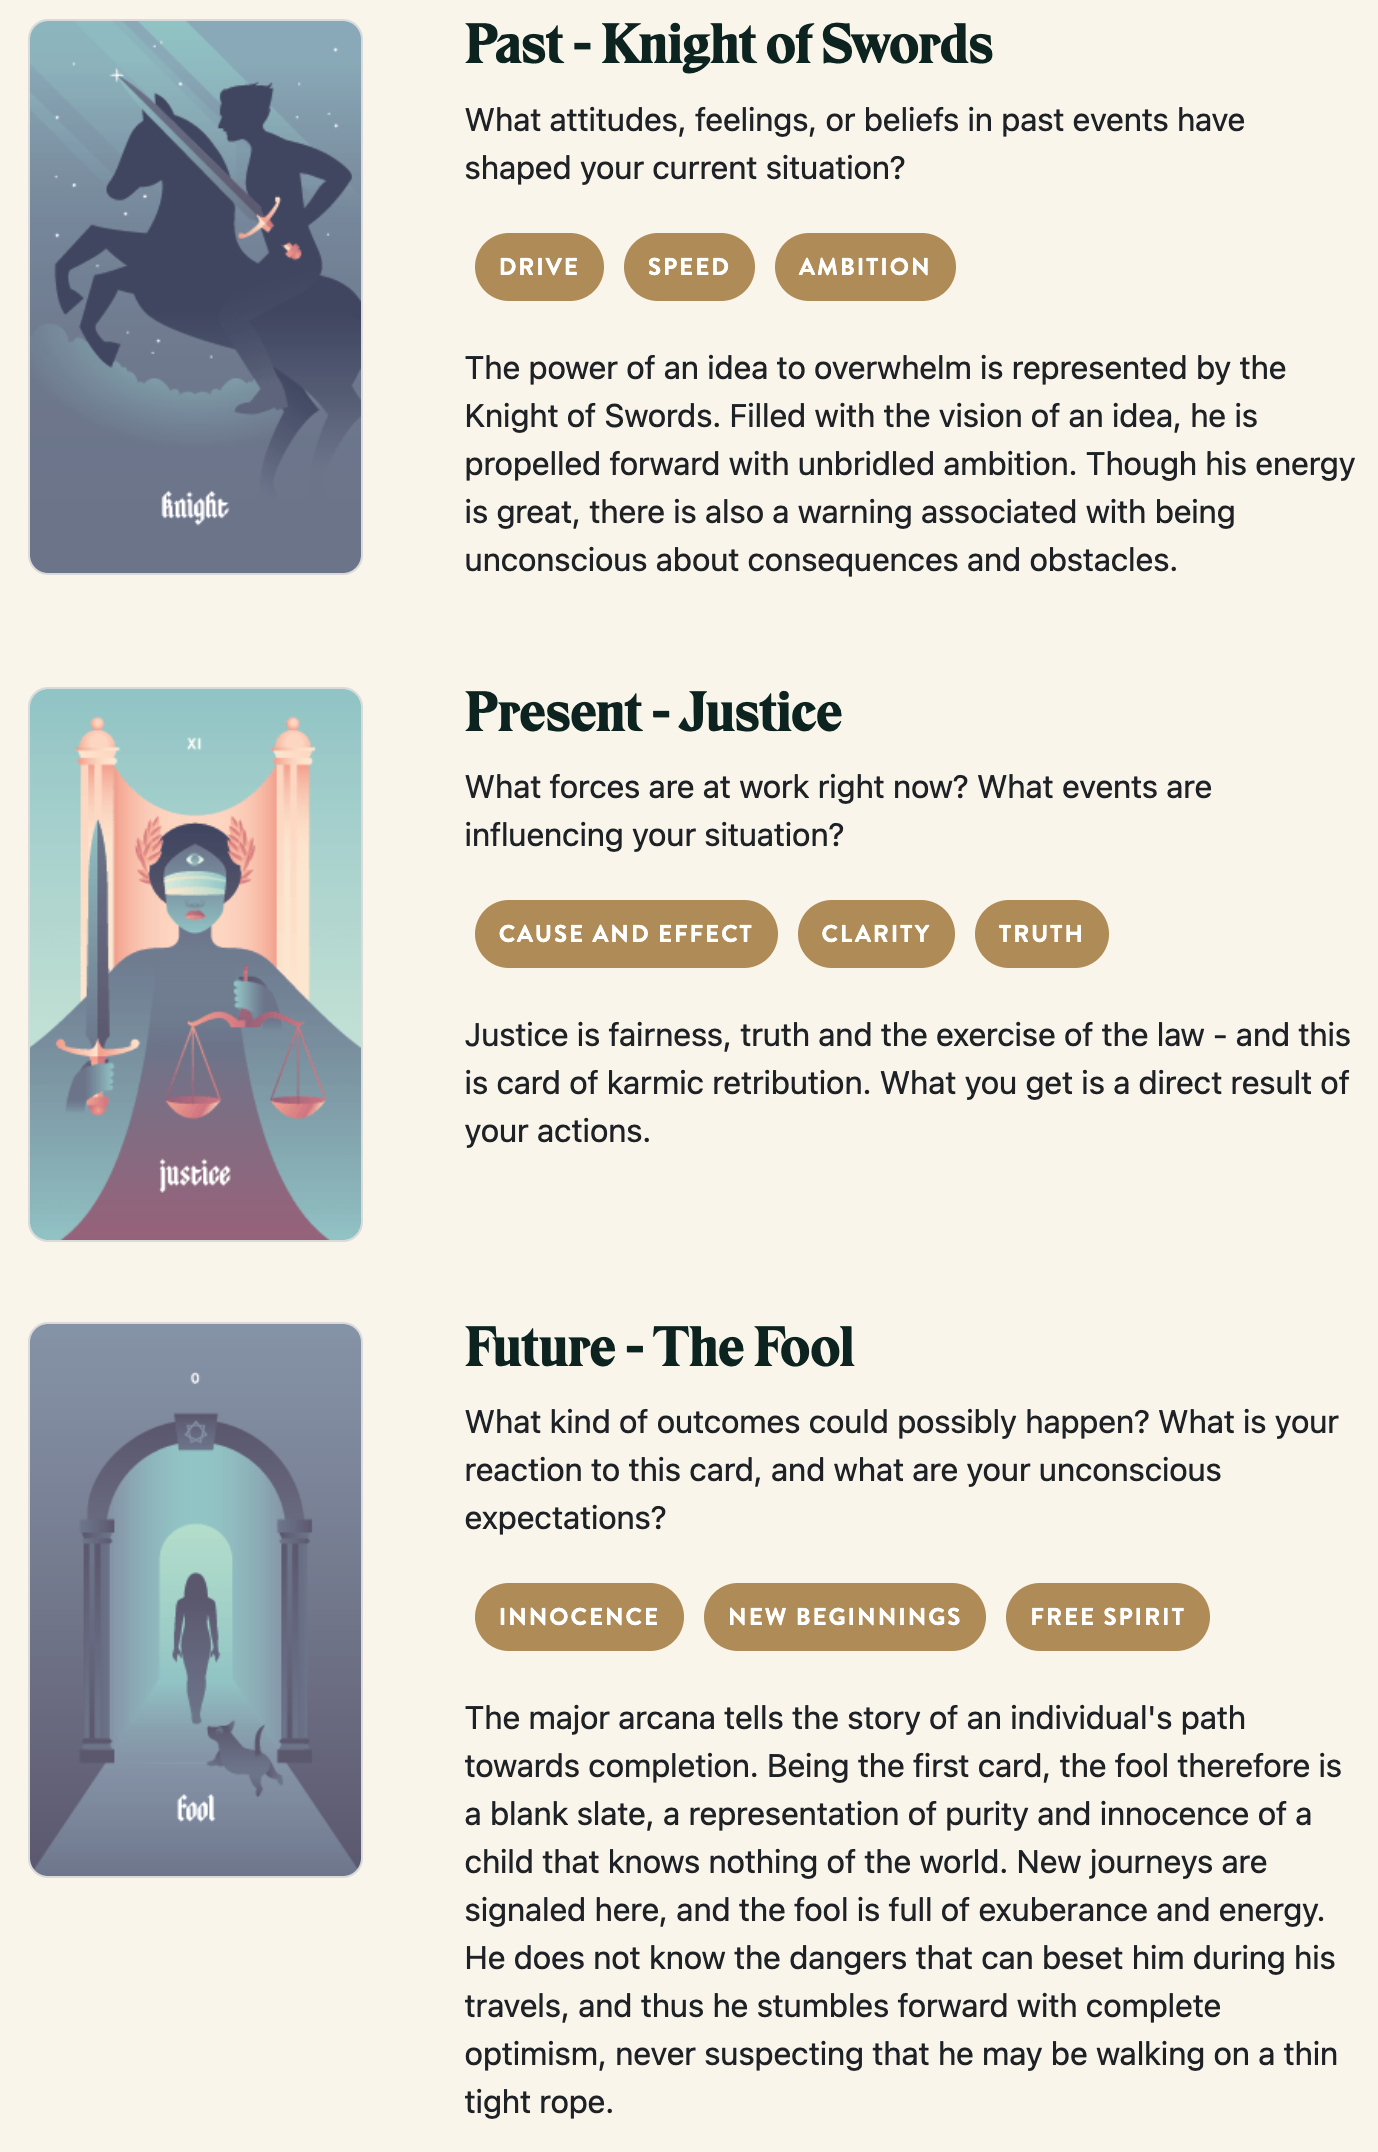 Past - Knight of Swords
What attitudes, feelings, or beliefs in past events have
shaped your current situation?
DRIVE SPEED AMBITION
The power of an idea to overwhelm is represented by the
Knight of Swords. Filled with the vision of an idea, he is
propelled forward with unbridled ambition. Though his energy
is great, there is also a warning associated with being
unconscious about consequences and obstacles.
knight
Present - Justice
XI
What forces are at work right now? What events are
influencing your situation?
CAUSE AND EFFECT CLARITY TRUTH
Justice is fairness, truth and the exercise of the law - and this
is card of karmic retribution. What you get is a direct result of
your actions.
justice
Future - The Fool
0
What kind of outcomes could possibly happen? What is your
reaction to this card, and what are your unconscious
expectations?
INNOCENCE NEW BEGINNINGS FREE SPIRIT
The major arcana tells the story of an individual's path
towards completion. Being the first card, the fool therefore is
a blank slate, a representation of purity and innocence of a
child that knows nothing of the world. New journeys are
signaled here, and the fool is full of exuberance and energy.
He does not know the dangers that can beset him during his
travels, and thus he stumbles forward with complete
optimism, never suspecting that he may be walking on a thin
tight rope.
fool